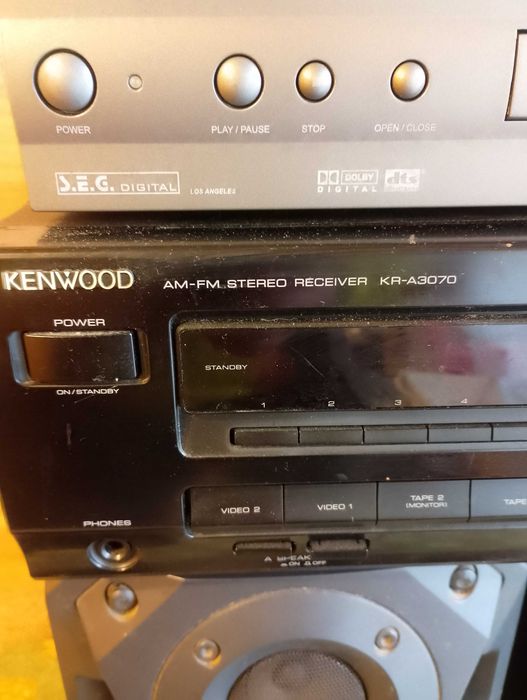 POWER PLAY / PAUSE STOP OPEN / CLOSE
S.E.G. DIGITAL LOS ANGELES DOLBY DIGITAL dts
KENWOOD AM-FM STEREO RECEIVER KR-A3070
POWER
STANDBY
ON/STANDBY
1 2 3 4
VIDEO 2 VIDEO 1 TAPE 2 (MONITOR) TAPE
PHONES
A
ON OFF